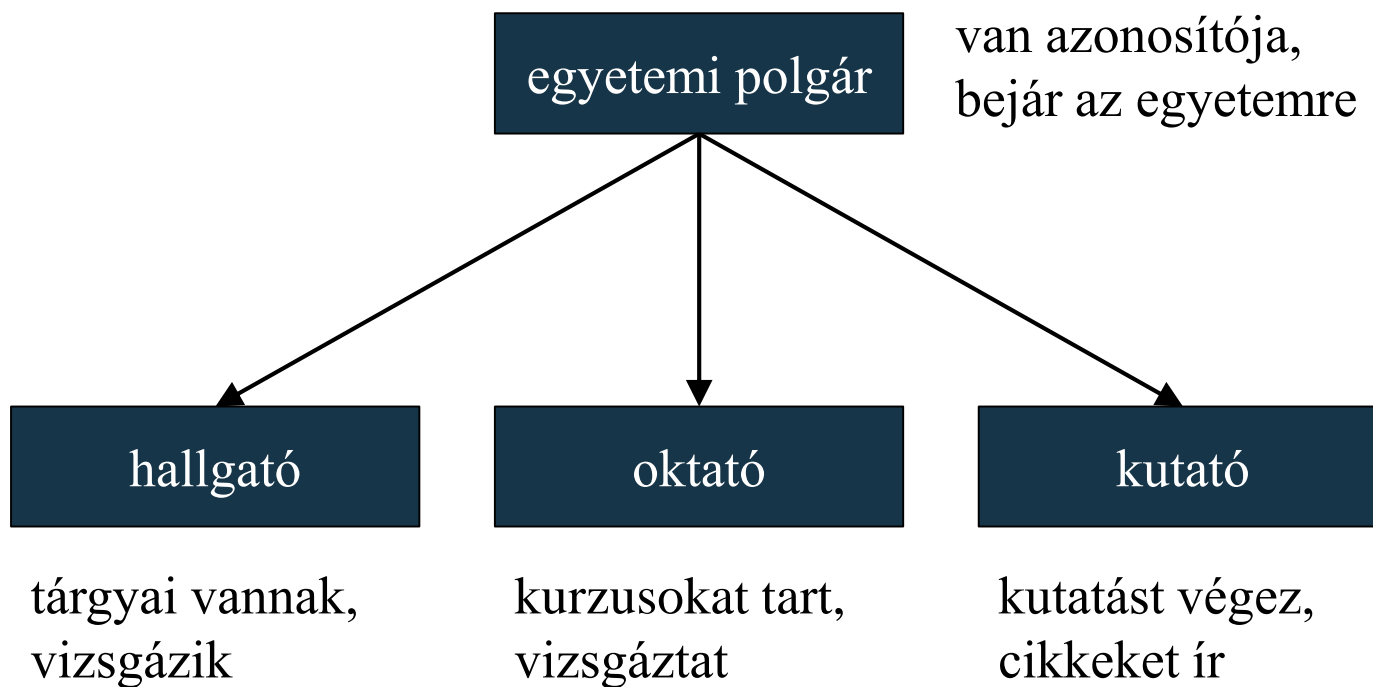 egyetemi polgár
van azonosítója,
bejár az egyetemre
hallgató
oktató
kutató
tárgyai vannak,
vizsgázik
kurzusokat tart,
vizsgáztat
kutatást végez,
cikkeket ír